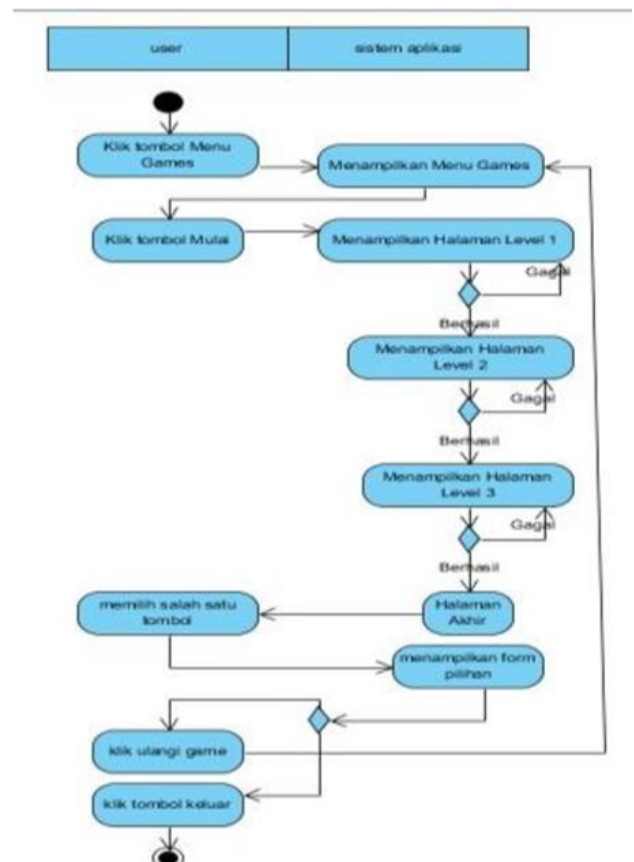 user
sistem aplikasi
Klik tombol Menu
Games
Menampilkan Menu Games
Klik tombol Mulai
Menampilkan Halaman Level 1
Gagal
Berhasil
Menampilkan Halaman
Level 2
Gagal
Berhasil
Menampilkan Halaman
Level 3
Gagal
Berhasil
memilih salah satu
tombol
Halaman
Akhir
menampilkan form
pilihan
klik ulangi game
klik tombol keluar